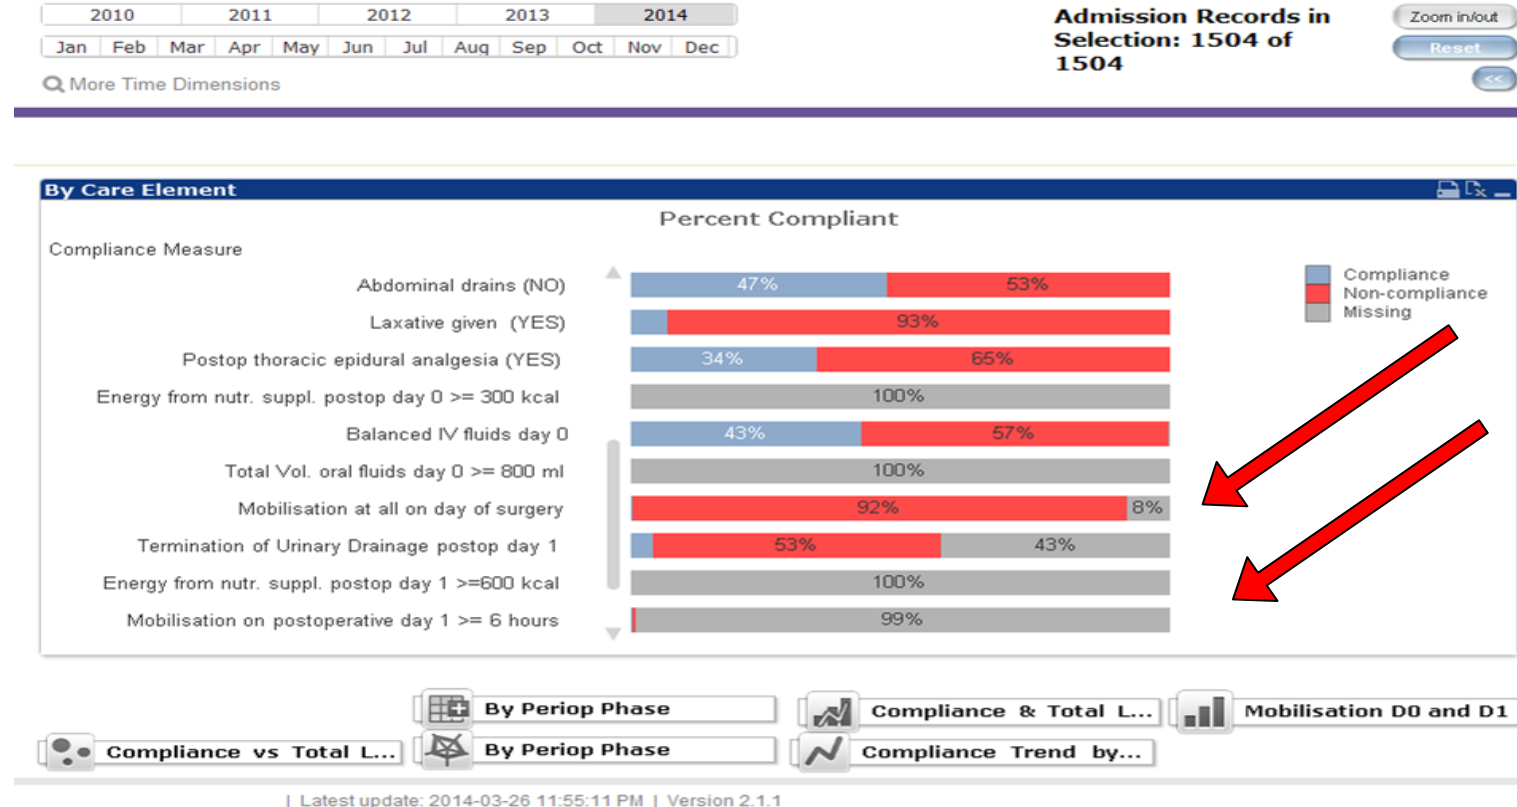 2010 2011 2012 2013 2014
Jan Feb Mar Apr May Jun Jul Aug Sep Oct Nov Dec
More Time Dimensions
Admission Records in
Selection: 1504 of
1504
Zoom in/out
Reset
<<
By Care Element
Percent Compliant
Compliance Measure
Abdominal drains (NO) 47% 53%
Laxative given (YES) 93%
Postop thoracic epidural analgesia (YES) 34% 65%
Energy from nutr. suppl. postop day 0 >= 300 kcal 100%
Balanced IV fluids day 0 43% 57%
Total Vol. oral fluids day 0 >= 800 ml 100%
Mobilisation at all on day of surgery 92% 8%
Termination of Urinary Drainage postop day 1 53% 43%
Energy from nutr. suppl. postop day 1 >=600 kcal 100%
Mobilisation on postoperative day 1 >= 6 hours 99%
Compliance
Non-compliance
Missing
By Periop Phase Compliance & Total L... Mobilisation D0 and D1
Compliance vs Total L... By Periop Phase Compliance Trend by...
| Latest update: 2014-03-26 11:55:11 PM | Version 2.1.1